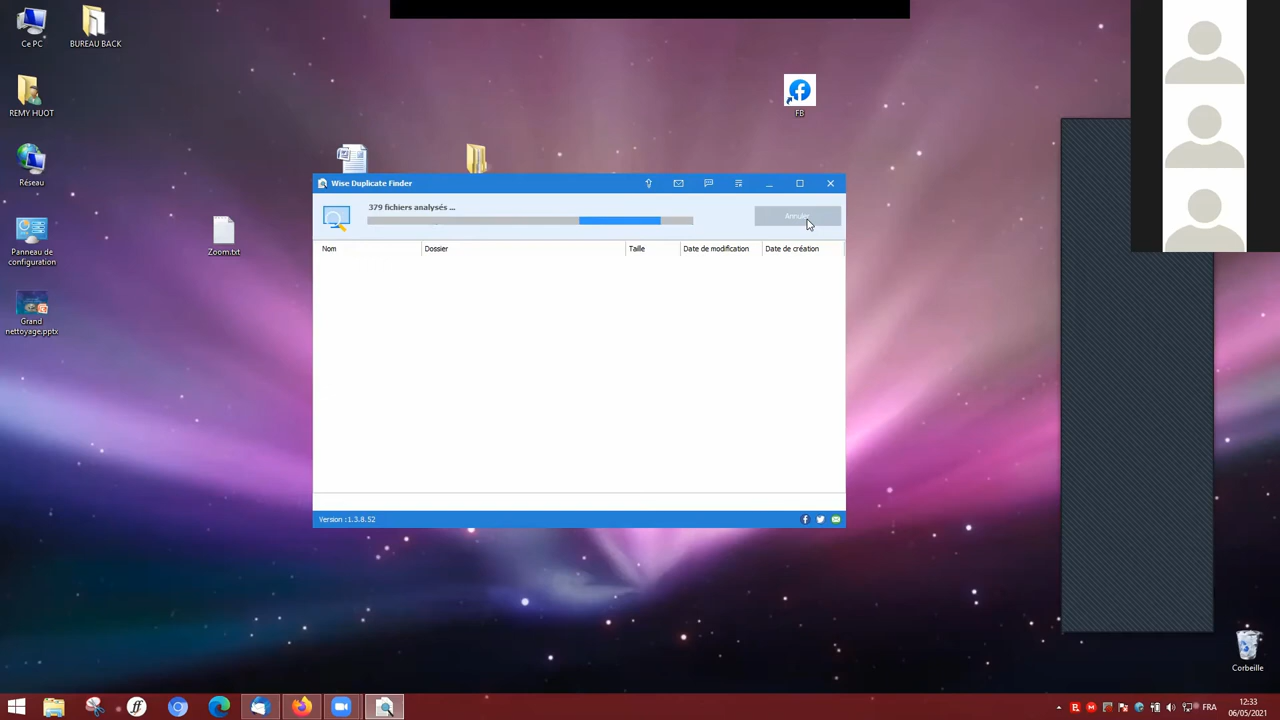 Ce PC
BUREAU BACK
REMY HUOT
Réseau
Panneau de
configuration
Grand
nettoyage.pptx
Zoom.txt
FB
Wise Duplicate Finder
379 fichiers analysés ...
Annuler
Nom
Dossier
Taille
Date de modification
Date de création
Version :1.3.8.52
Corbeille
FRA
12:33
06/05/2021